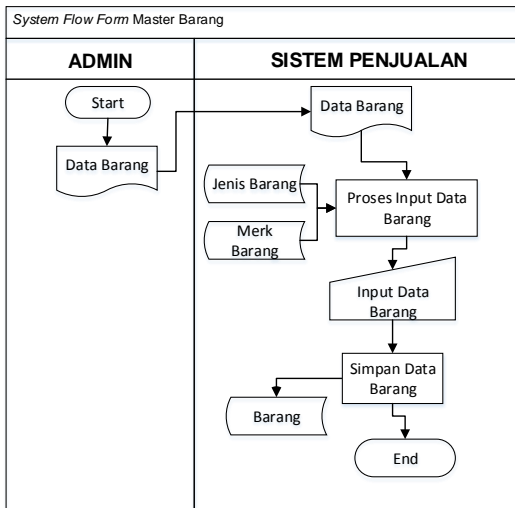 System Flow Form Master Barang
ADMIN
SISTEM PENJUALAN
Start
Data Barang
Data Barang
Jenis Barang
Merk
Barang
Proses Input Data
Barang
Input Data
Barang
Simpan Data
Barang
Barang
End